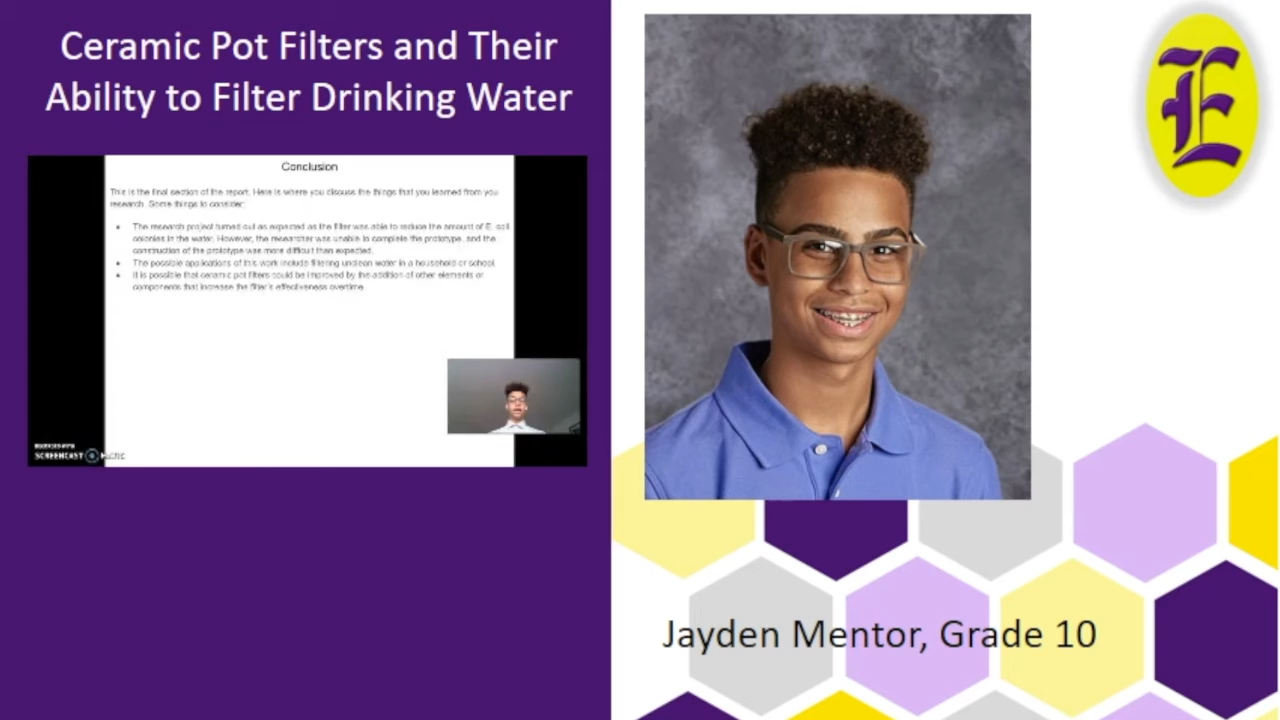 Ceramic Pot Filters and Their
Ability to Filter Drinking Water
Conclusion
This is the final section of the report. Here is where you discuss the things that you learned from you
research. Some things to consider:
The research project turned out as expected as the filter was able to reduce the amount of E. coli
colonies in the water. However, the researcher was unable to complete the prototype, and the
construction of the prototype was more difficult than expected.
The possible applications of this work include filtering unclean water in a household or school.
It is possible that ceramic pot filters could be improved by the addition of other elements or
components that increase the filter's effectiveness overtime.
RECORDED WITH
SCREENCAST MATIC
E
Jayden Mentor, Grade 10